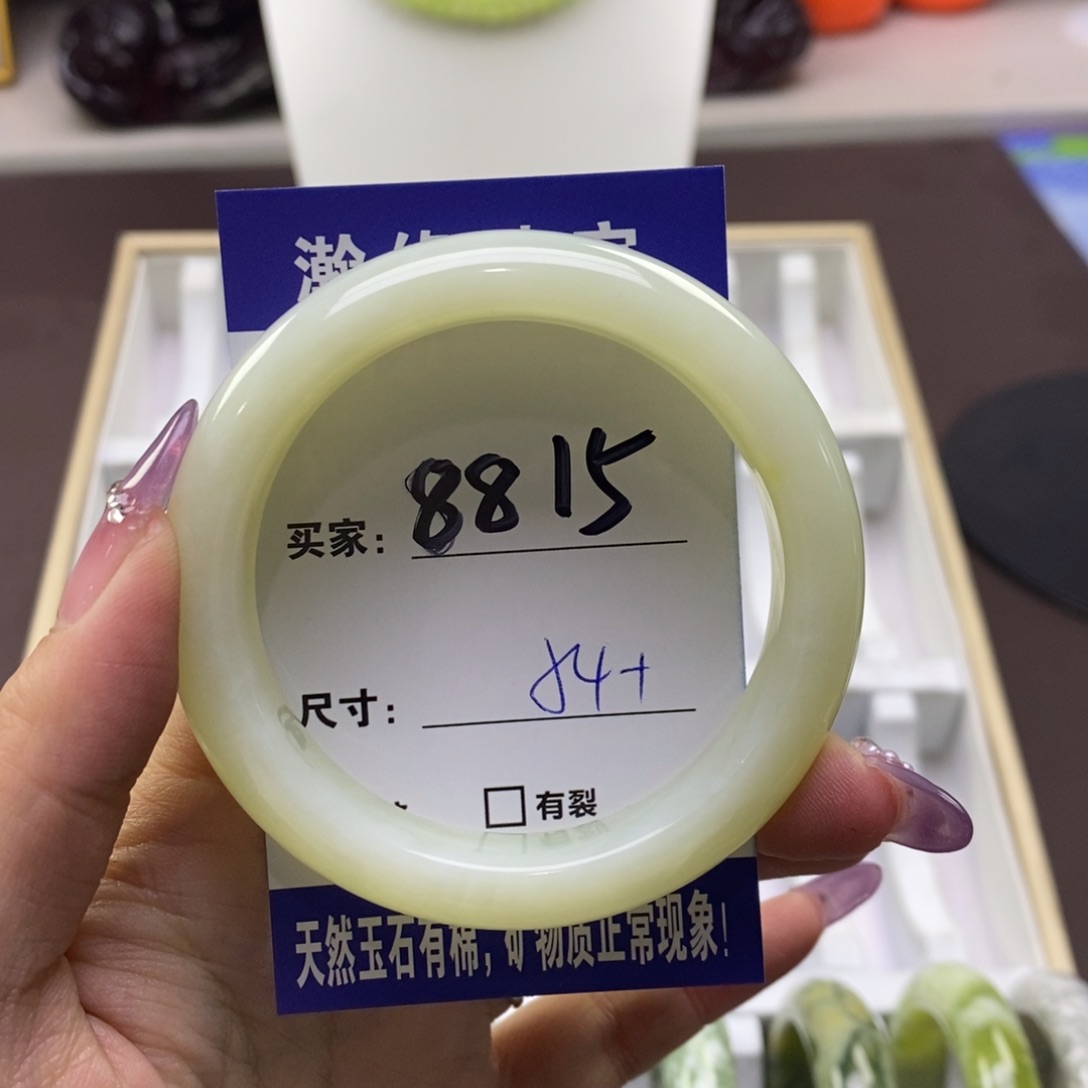 瀚
买家: 8815
尺寸: 54+
有裂
天然玉石有棉,矿物质正常现象!